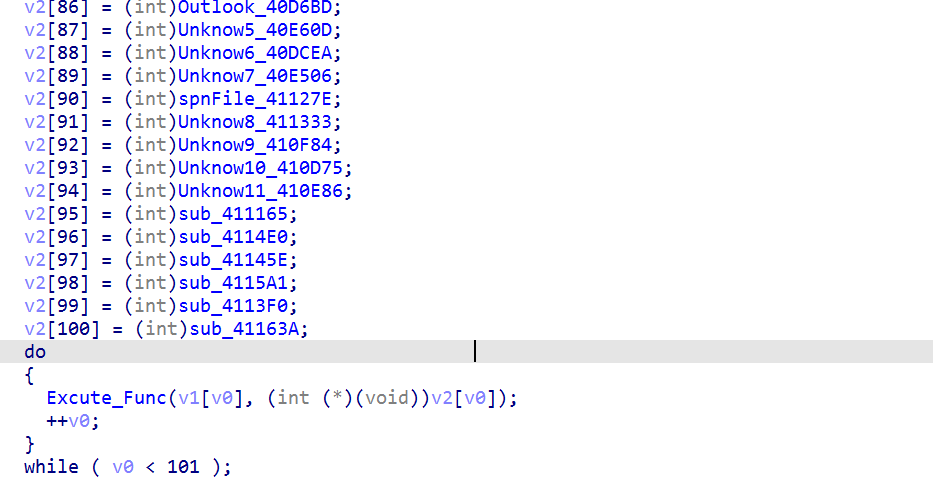 v2[86] = (int)Outlook_40D6BD;
v2[87] = (int)Unknow5_40E60D;
v2[88] = (int)Unknow6_40DCEA;
v2[89] = (int)Unknow7_40E506;
v2[90] = (int)spnFile_41127E;
v2[91] = (int)Unknow8_411333;
v2[92] = (int)Unknow9_410F84;
v2[93] = (int)Unknow10_410D75;
v2[94] = (int)Unknow11_410E86;
v2[95] = (int)sub_411165;
v2[96] = (int)sub_4114E0;
v2[97] = (int)sub_41145E;
v2[98] = (int)sub_4115A1;
v2[99] = (int)sub_4113F0;
v2[100] = (int)sub_41163A;
do
{
Excute_Func(v1[v0], (int (*)(void))v2[v0]);
++v0;
}
while ( v0 < 101 );